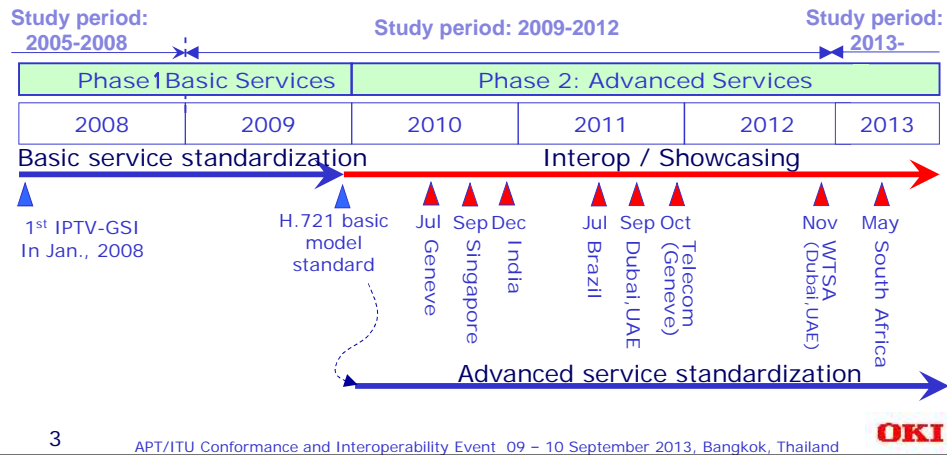 Study period: 2005-2008
Study period: 2009-2012
Study period: 2013-
Phase1Basic Services
Phase 2: Advanced Services
2008
2009
2010
2011
2012
2013
Basic service standardization
Interop / Showcasing
1st IPTV-GSI
In Jan., 2008
H.721 basic
model
standard
Jul
Geneve
Sep
Singapore
Dec
India
Jul
Brazil
Sep
Dubai,UAE
Oct
Telecom
(Geneve)
Nov
WTSA
(Dubai,UAE)
May
South Africa
Advanced service standardization
3
APT/ITU Conformance and Interoperability Event 09 – 10 September 2013, Bangkok, Thailand
OKI